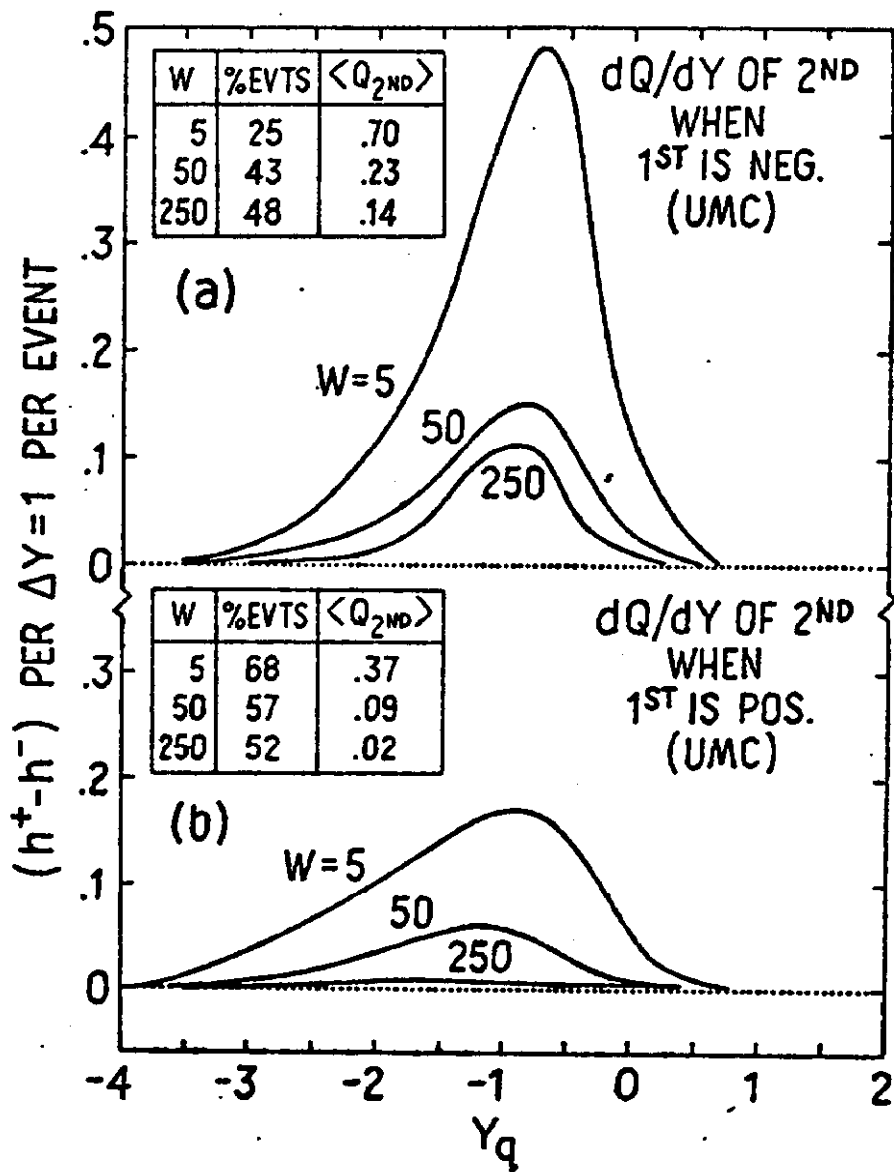 (h⁺-h⁻) PER ΔY=1 PER EVENT
.5
.4
.3
.2
.1
0
W %EVTS ⟨Q2ND⟩
5 25 .70
50 43 .23
250 48 .14
dQ/dY OF 2ND
WHEN
1ST IS NEG.
(UMC)
(a)
W=5
50
250
.3
.2
.1
0
W %EVTS ⟨Q2ND⟩
5 68 .37
50 57 .09
250 52 .02
dQ/dY OF 2ND
WHEN
1ST IS POS.
(UMC)
(b)
W=5
50
250
-4 -3 -2 -1 0 1 2
Yq